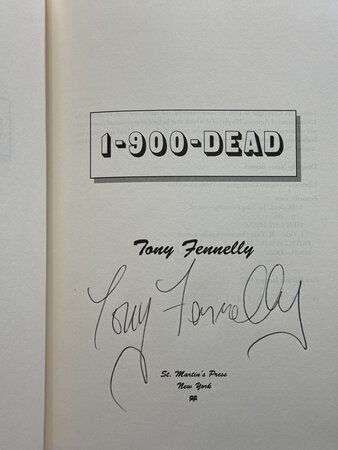 1-900-DEAD
Tony Fennelly
Tony Fennelly
St. Martin's Press
New York